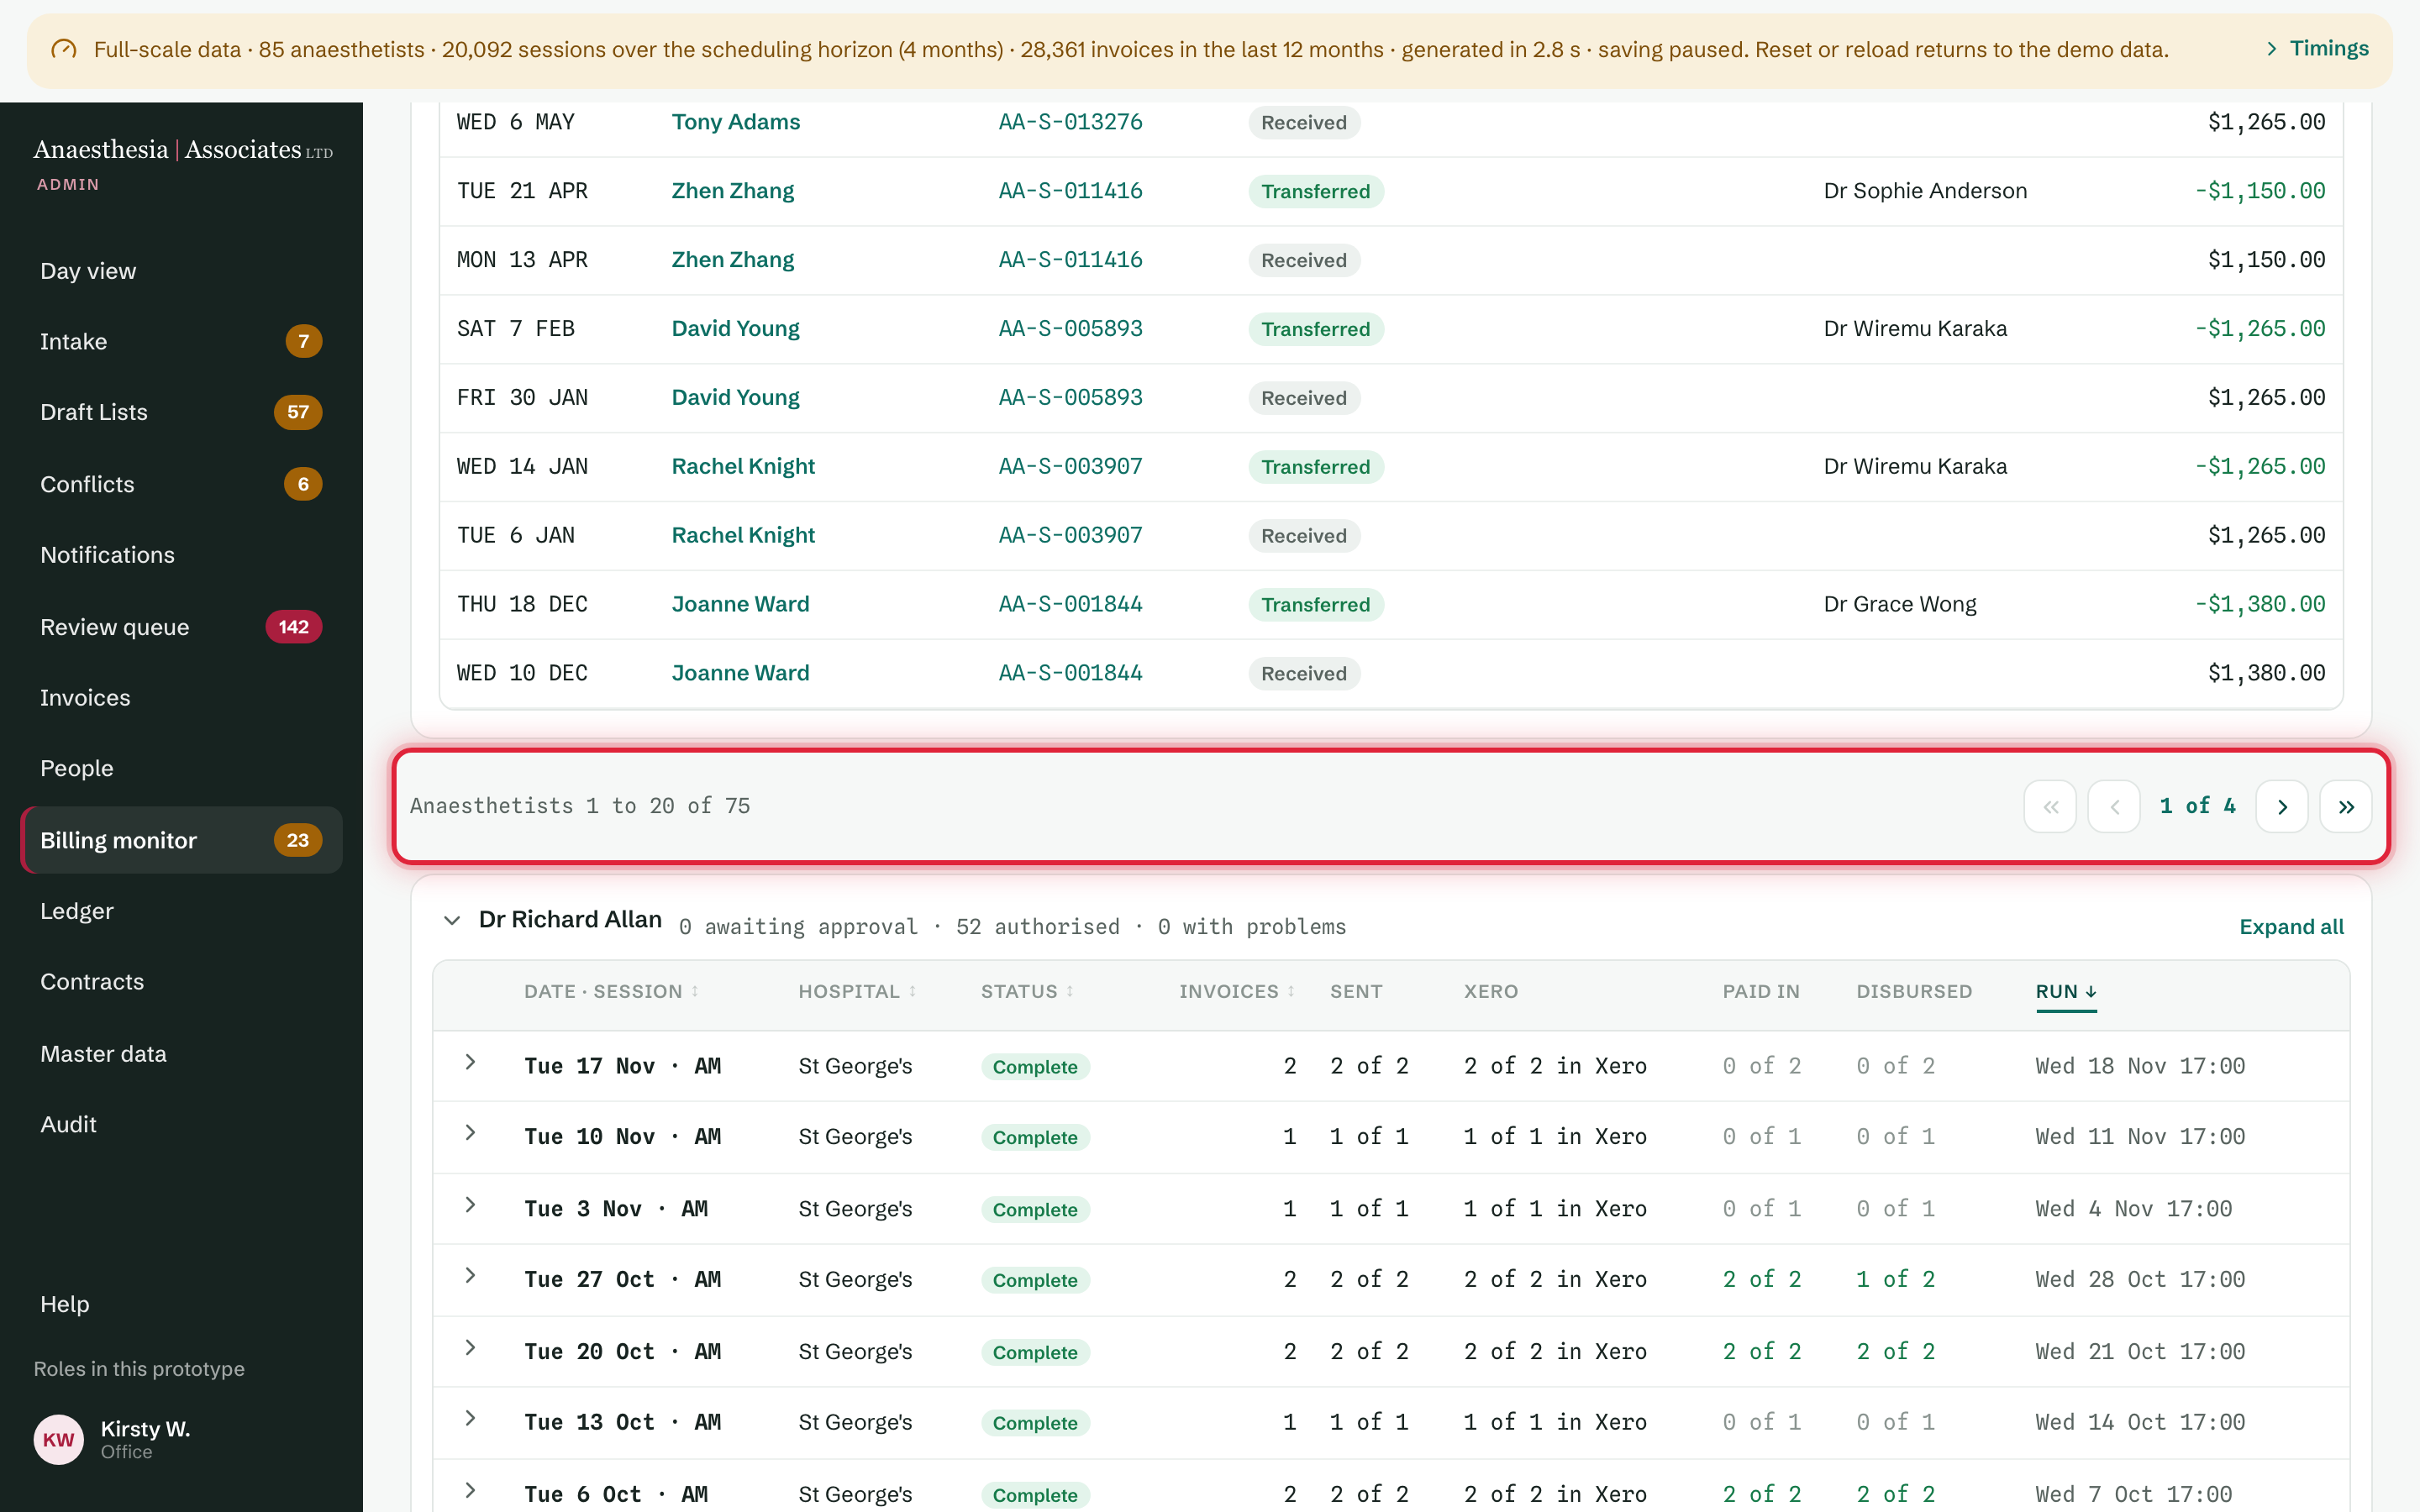 Full-scale data · 85 anaesthetists · 20,092 sessions over the scheduling horizon (4 months) · 28,361 invoices in the last 12 months · generated in 2.8 s · saving paused. Reset or reload returns to the demo data.
Timings
Anaesthesia | Associates LTD
ADMIN
Day view
Intake 7
Draft Lists 57
Conflicts 6
Notifications
Review queue 142
Invoices
People
Billing monitor 23
Ledger
Contracts
Master data
Audit
Help
Roles in this prototype
KW
Kirsty W.
Office
WED 6 MAY Tony Adams AA-S-013276 Received $1,265.00
TUE 21 APR Zhen Zhang AA-S-011416 Transferred Dr Sophie Anderson -$1,150.00
MON 13 APR Zhen Zhang AA-S-011416 Received $1,150.00
SAT 7 FEB David Young AA-S-005893 Transferred Dr Wiremu Karaka -$1,265.00
FRI 30 JAN David Young AA-S-005893 Received $1,265.00
WED 14 JAN Rachel Knight AA-S-003907 Transferred Dr Wiremu Karaka -$1,265.00
TUE 6 JAN Rachel Knight AA-S-003907 Received $1,265.00
THU 18 DEC Joanne Ward AA-S-001844 Transferred Dr Grace Wong -$1,380.00
WED 10 DEC Joanne Ward AA-S-001844 Received $1,380.00
Anaesthetists 1 to 20 of 75 « ‹ 1 of 4 › »
Dr Richard Allan 0 awaiting approval · 52 authorised · 0 with problems Expand all
DATE · SESSION ↕ HOSPITAL ↕ STATUS ↕ INVOICES ↕ SENT XERO PAID IN DISBURSED RUN ↓
Tue 17 Nov · AM St George's Complete 2 2 of 2 2 of 2 in Xero 0 of 2 0 of 2 Wed 18 Nov 17:00
Tue 10 Nov · AM St George's Complete 1 1 of 1 1 of 1 in Xero 0 of 1 0 of 1 Wed 11 Nov 17:00
Tue 3 Nov · AM St George's Complete 1 1 of 1 1 of 1 in Xero 0 of 1 0 of 1 Wed 4 Nov 17:00
Tue 27 Oct · AM St George's Complete 2 2 of 2 2 of 2 in Xero 2 of 2 1 of 2 Wed 28 Oct 17:00
Tue 20 Oct · AM St George's Complete 2 2 of 2 2 of 2 in Xero 2 of 2 2 of 2 Wed 21 Oct 17:00
Tue 13 Oct · AM St George's Complete 1 1 of 1 1 of 1 in Xero 0 of 1 0 of 1 Wed 14 Oct 17:00
Tue 6 Oct · AM St George's Complete 2 2 of 2 2 of 2 in Xero 2 of 2 2 of 2 Wed 7 Oct 17:00